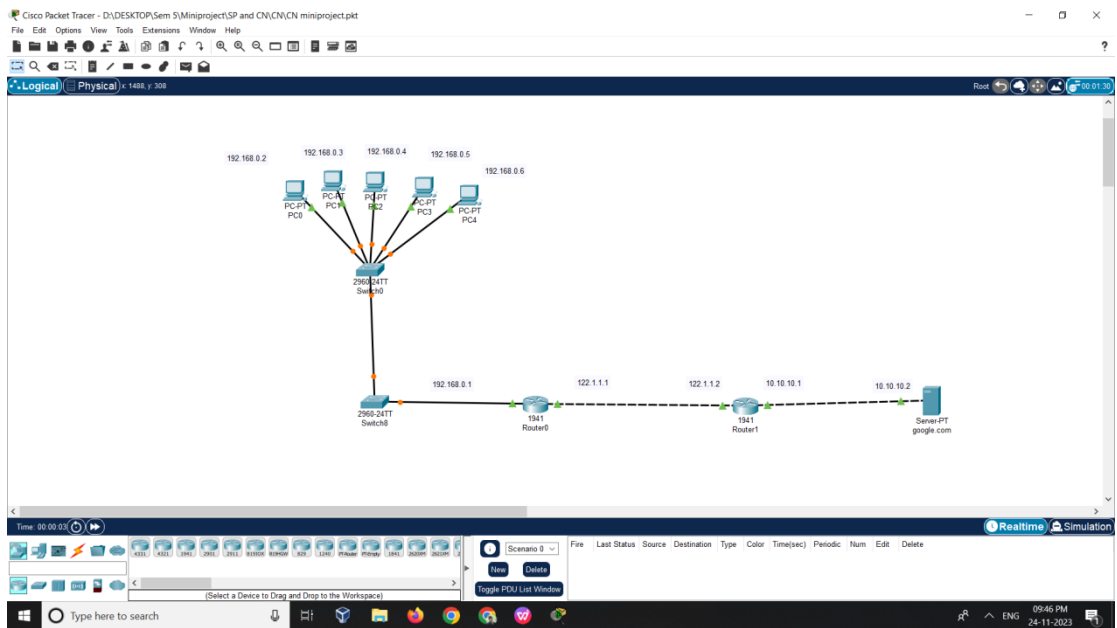 Cisco Packet Tracer - D:\DESKTOP\Sem 5\Miniproject\SP and CN\CN\CN miniproject.pkt
File Edit Options View Tools Extensions Window Help
?
Logical Physical x: 1488, y: 308
Root
00:01:30
192.168.0.2
192.168.0.3
192.168.0.4
192.168.0.5
192.168.0.6
PC-PT
PC0
PC-PT
PC1
PC-PT
PC2
PC-PT
PC3
PC-PT
PC4
2960-24TT
Switch0
192.168.0.1
122.1.1.1
122.1.1.2
10.10.10.1
10.10.10.2
2960-24TT
Switch8
1941
Router0
1941
Router1
Server-PT
google.com
Time: 00:00:03
Realtime Simulation
4331 4321 1941 2901 2911 819HGW 829 1240
(Select a Device to Drag and Drop to the Workspace)
Scenario 0
New Delete
Toggle PDU List Window
Fire Last Status Source Destination Type Color Time(sec) Periodic Num Edit Delete
Type here to search
ENG
09:46 PM
24-11-2023